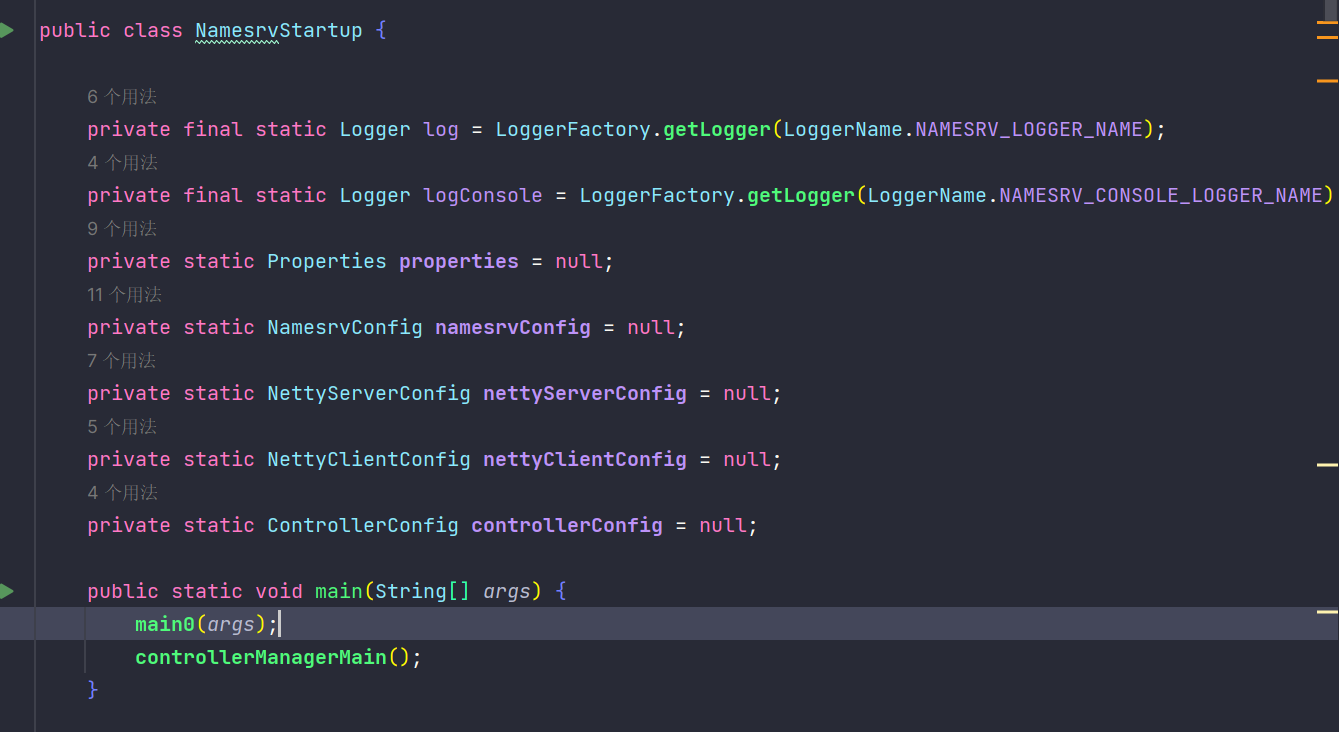 public class NamesrvStartup {
6 个用法
private final static Logger log = LoggerFactory.getLogger(LoggerName.NAMESRV_LOGGER_NAME);
4 个用法
private final static Logger logConsole = LoggerFactory.getLogger(LoggerName.NAMESRV_CONSOLE_LOGGER_NAME)
9 个用法
private static Properties properties = null;
11 个用法
private static NamesrvConfig namesrvConfig = null;
7 个用法
private static NettyServerConfig nettyServerConfig = null;
5 个用法
private static NettyClientConfig nettyClientConfig = null;
4 个用法
private static ControllerConfig controllerConfig = null;
public static void main(String[] args) {
main0(args);
controllerManagerMain();
}